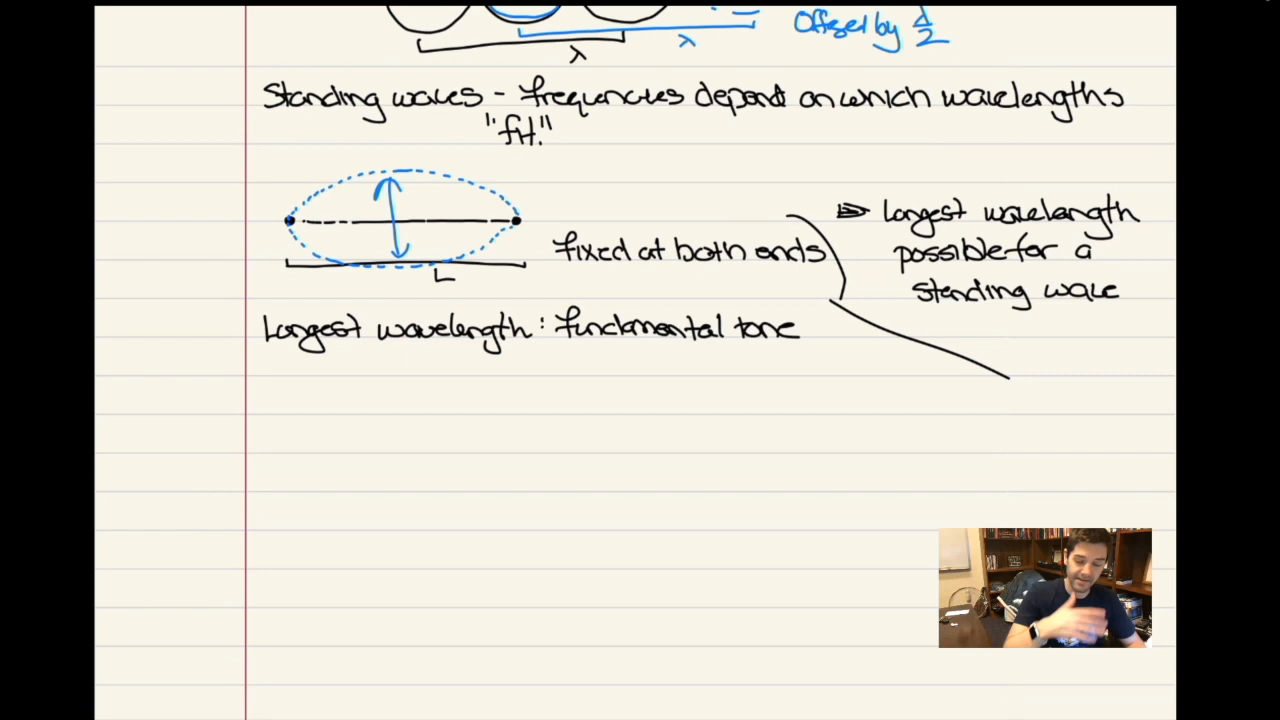 Offset by λ/2
λ
λ
Standing waves - frequencies depend on which wavelengths
"fit."
Longest wavelength
possible for a
standing wave
fixed at both ends
L
Longest wavelength: fundamental tone